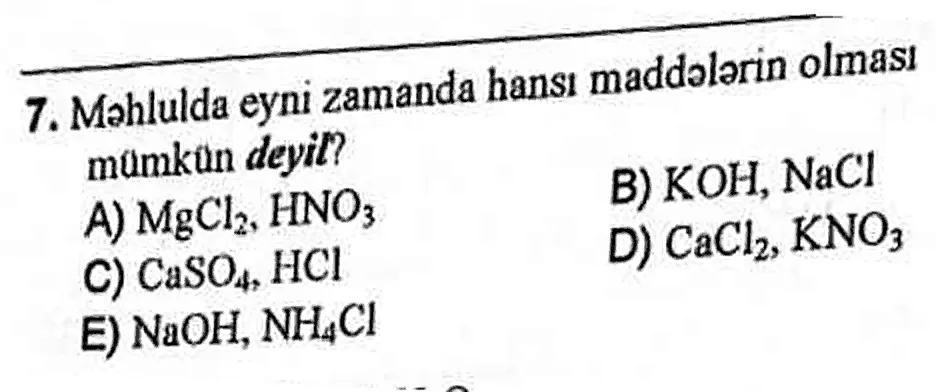 7. Məhlulda eyni zamanda hansı maddələrin olması
mümkün deyil?
A) MgCl₂, HNO₃
B) KOH, NaCl
C) CaSO₄, HCl
D) CaCl₂, KNO₃
E) NaOH, NH₄Cl